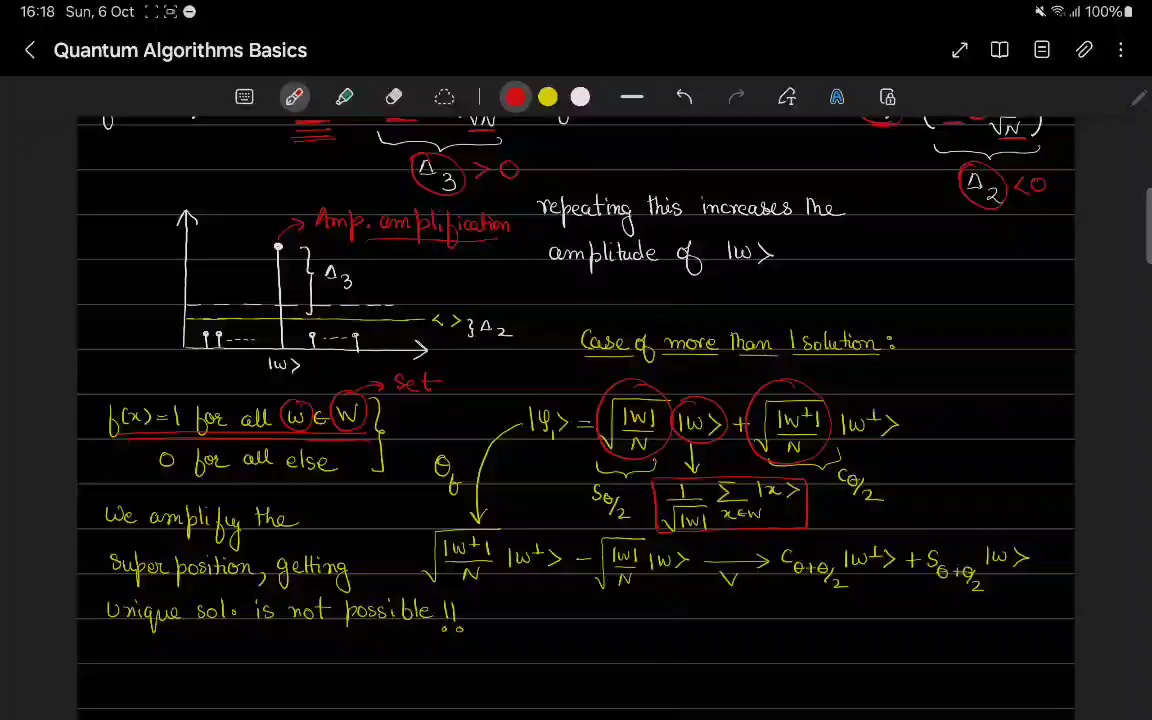 16:18 Sun, 6 Oct 100%
Quantum Algorithms Basics
√N √N
Δ3 > 0 Δ2 < 0
Amp. amplification
repeating this increases the
amplitude of |w>
Δ3
< > } Δ2
|w>
Case of more than 1 solution:
set
f(x)=1 for all w ∈ W
0 for all else
|φ1> = √(|W|/N) |w> + √(|W⊥|/N) |w⊥>
Sθ/2 1/√|W| Σ x∈W |x> Cθ/2
We amplify the
superposition, getting
unique sol. is not possible !!
√(|W⊥|/N) |w⊥> − √(|W|/N) |w> → V Cθ+θ/2 |w⊥> + Sθ+θ/2 |w>